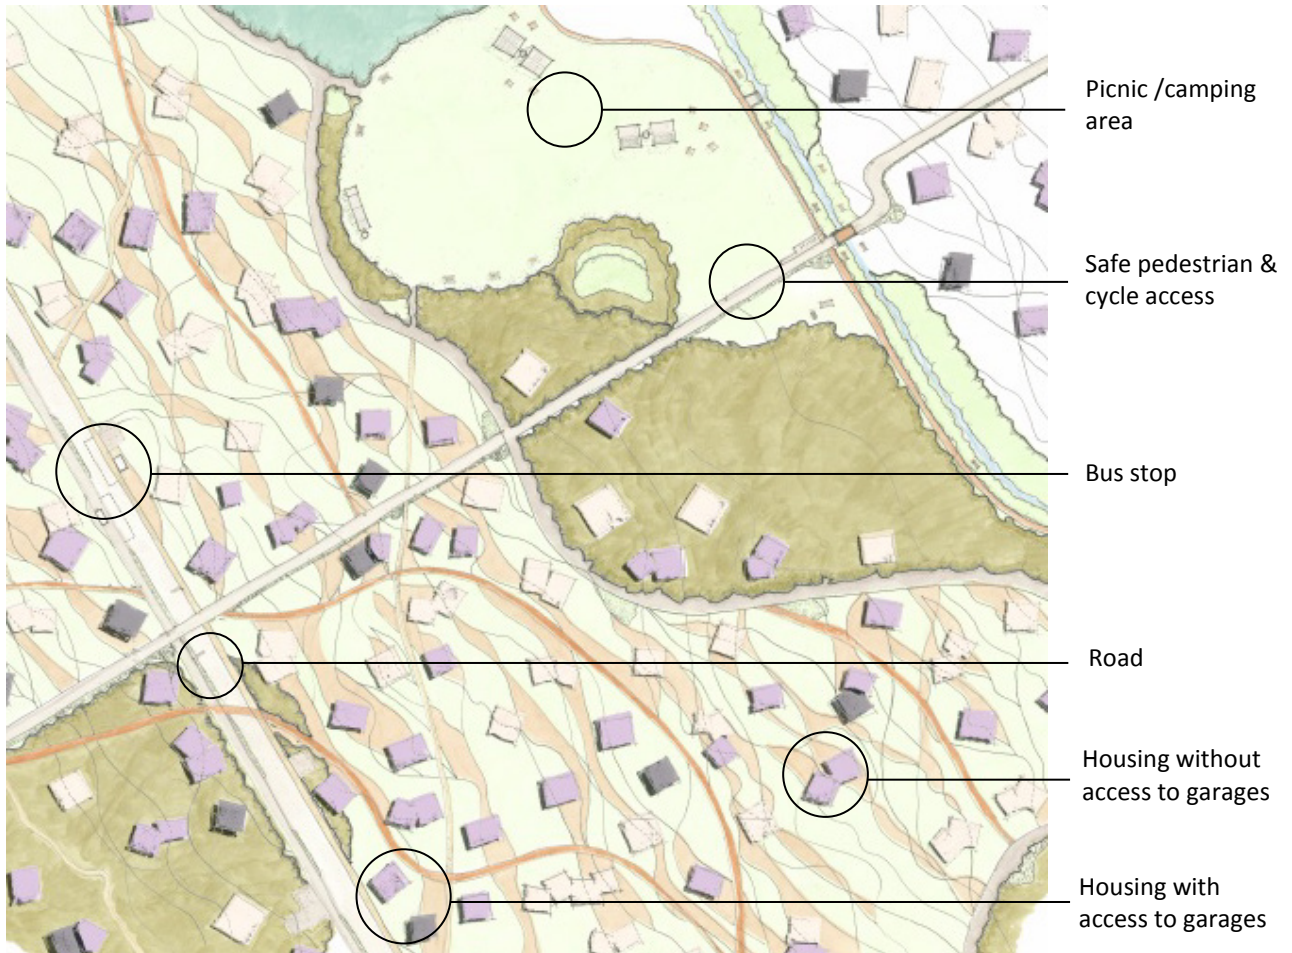 Picnic /camping
area
Safe pedestrian &
cycle access
Bus stop
Road
Housing without
access to garages
Housing with
access to garages